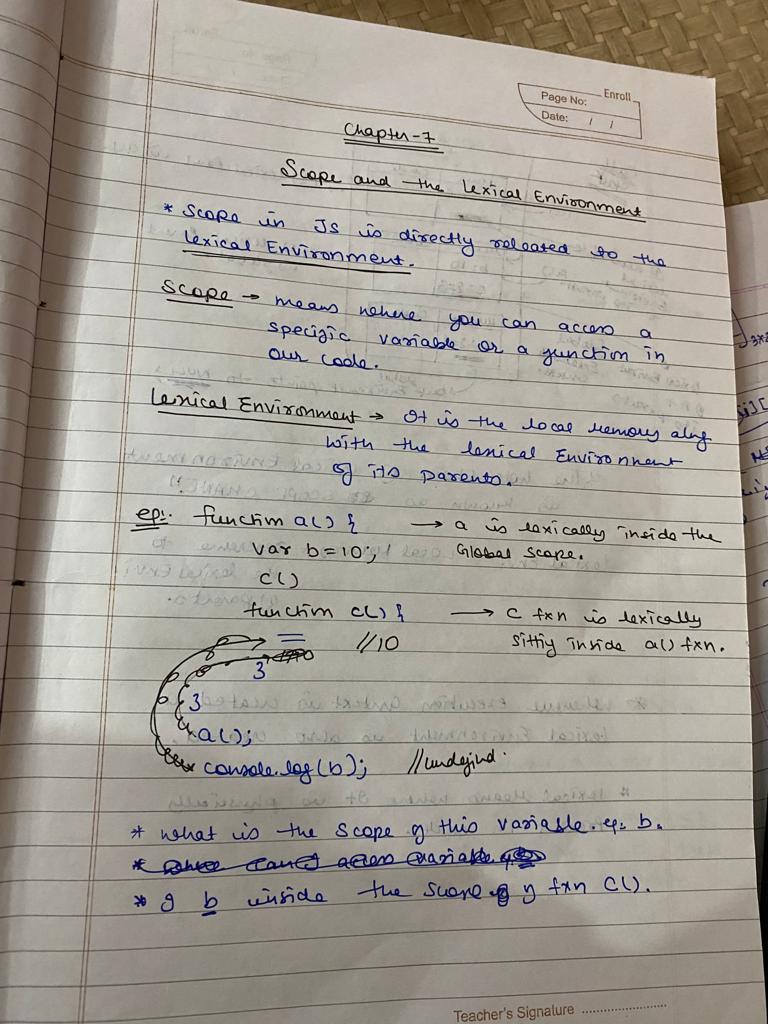 Page No:
Enroll
Date: / /
Chapter-7
Scope and the Lexical Environment
* Scope in JS is directly releated to the
Lexical Environment.
Scope → means where you can access a
specific variable or a function in
our code.
Lexical Environment → It is the local memory along
with the lexical Environment
of its parents.
eg:. function a() {
→ a is lexically inside the
Global Scope.
var b = 10;
c()
function c() {
→ c fxn is lexically
sitting inside a() fxn.
//10
}
}
a();
console.log(b); //undefind.
* what is the scope of this variable. eg: b.
* Is b inside the scope of fxn c().
Teacher's Signature